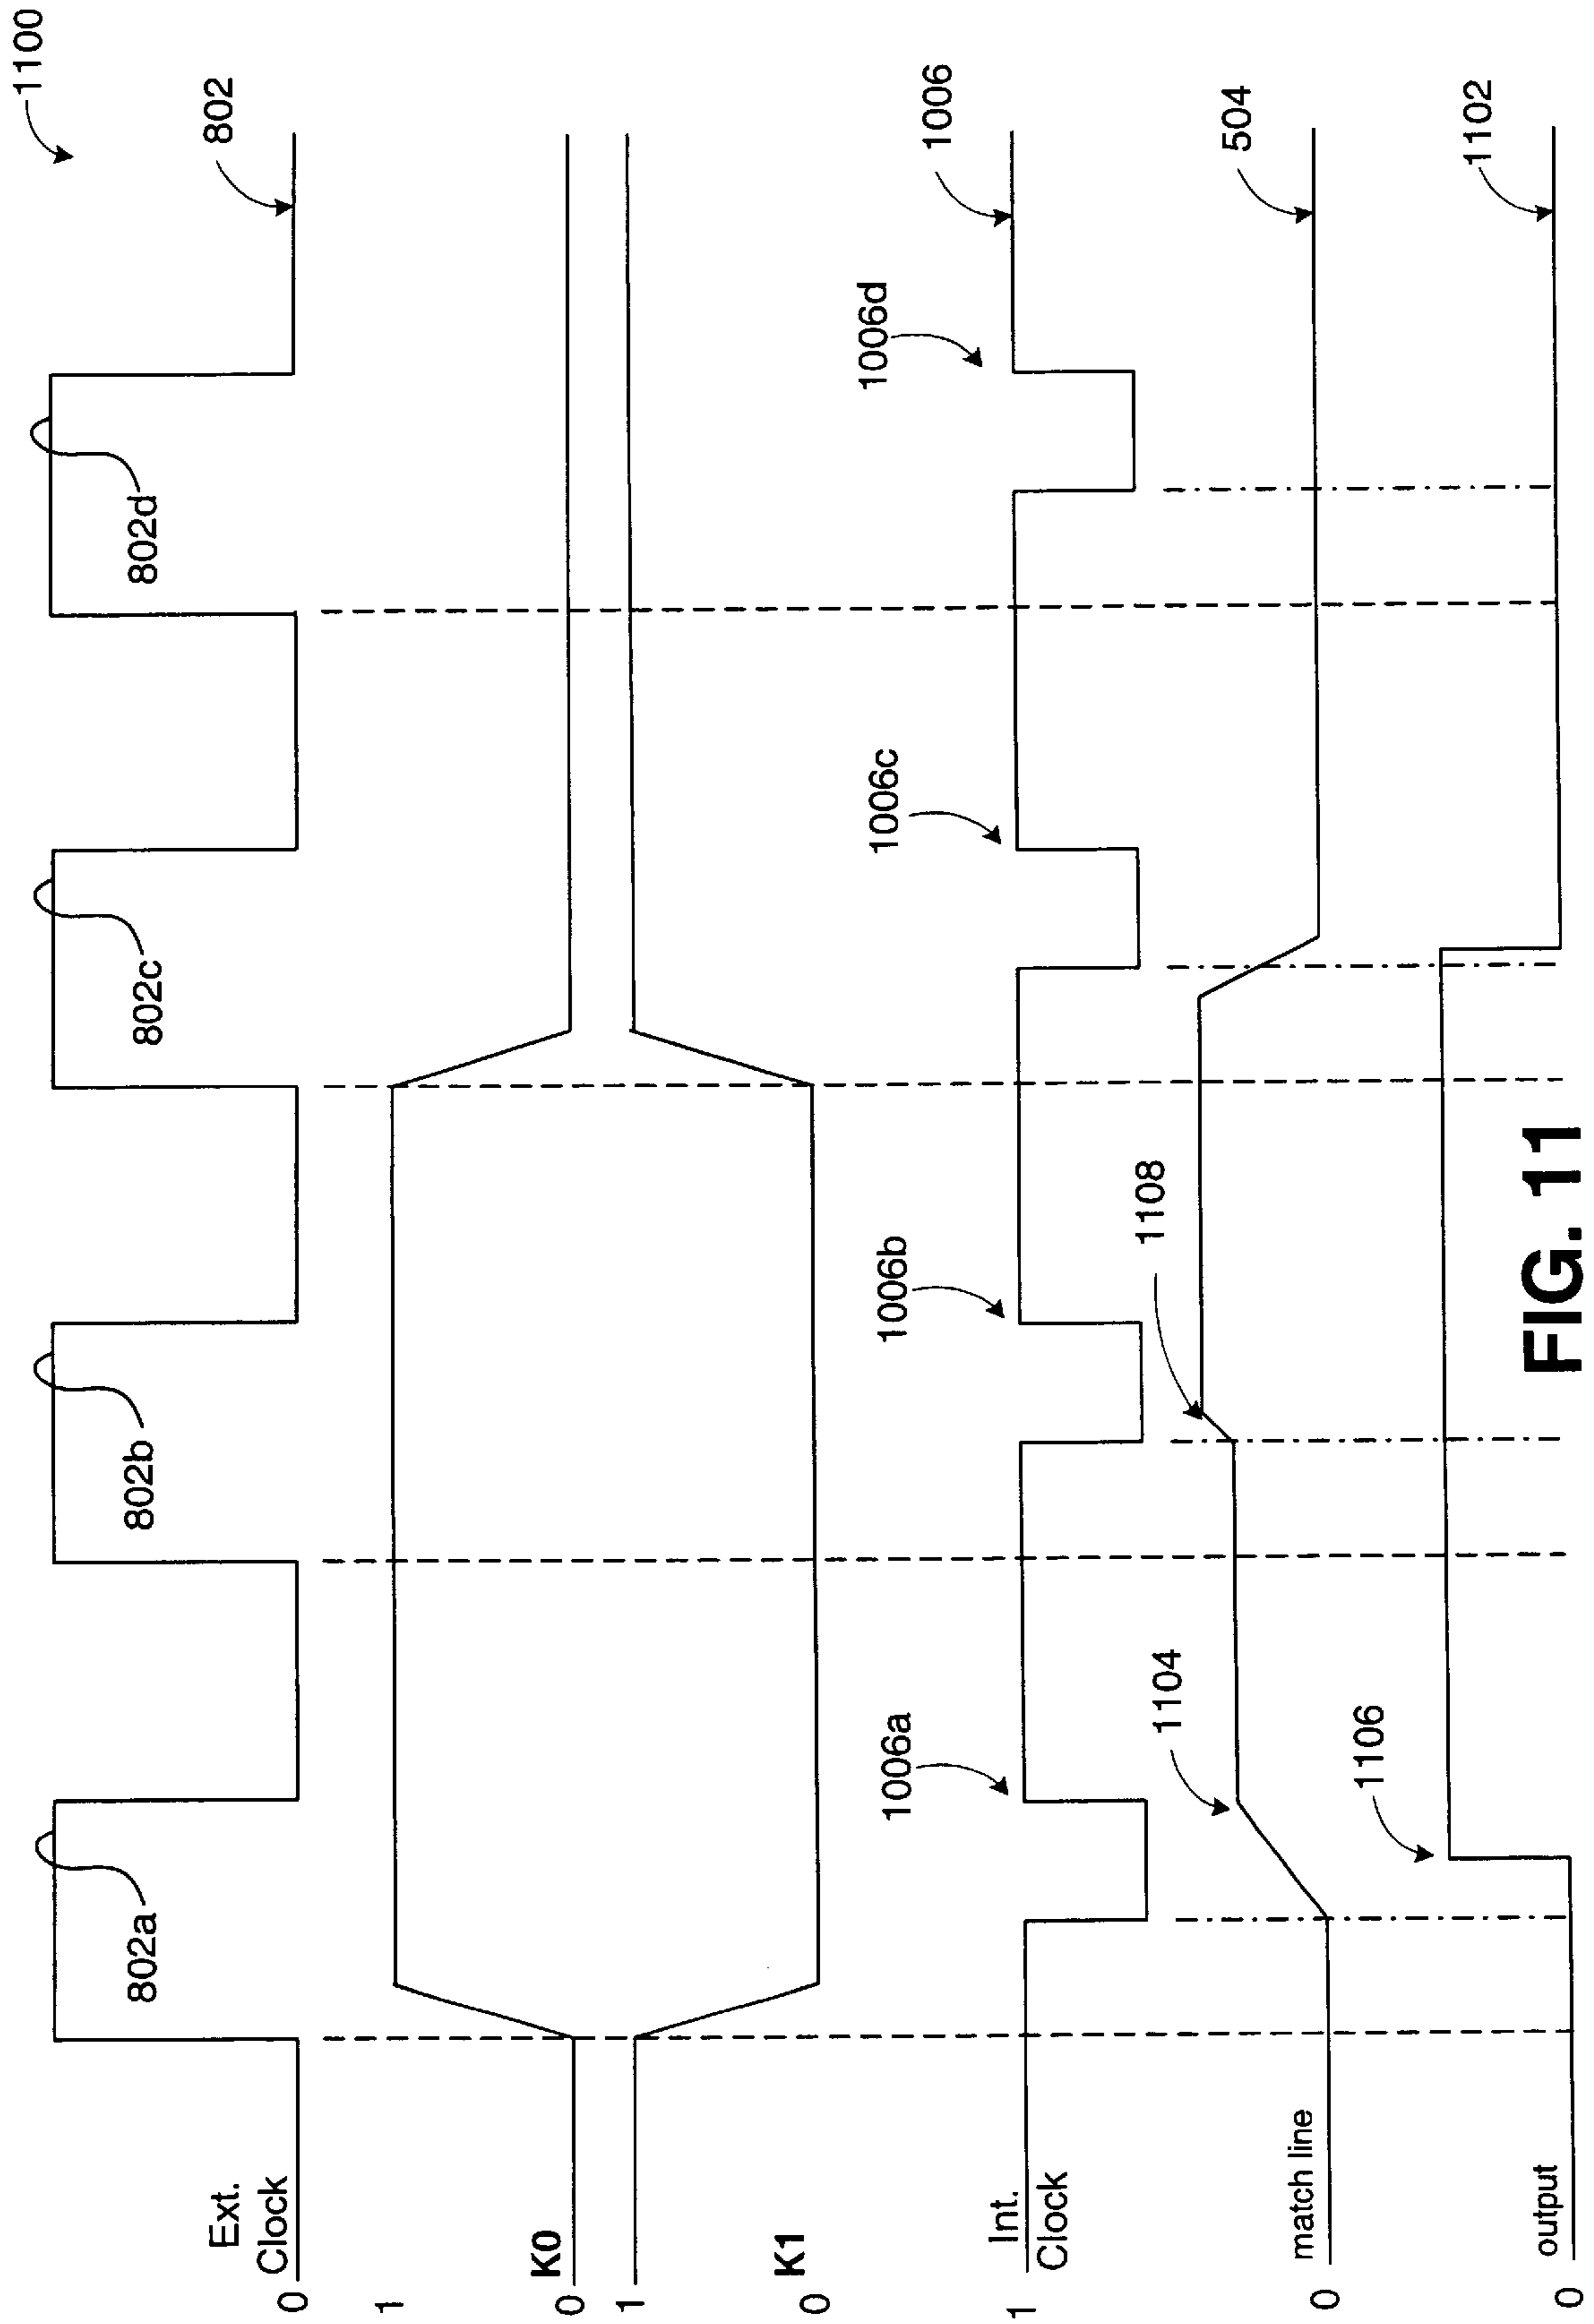 1100
802
802a
802b
802c
802d
Ext.
Clock
0
1
K0
0
1
K1
0
1006
1006a
1006b
1006c
1006d
Int.
Clock
1
504
1104
1108
match line
0
1102
1106
output
0
FIG. 11